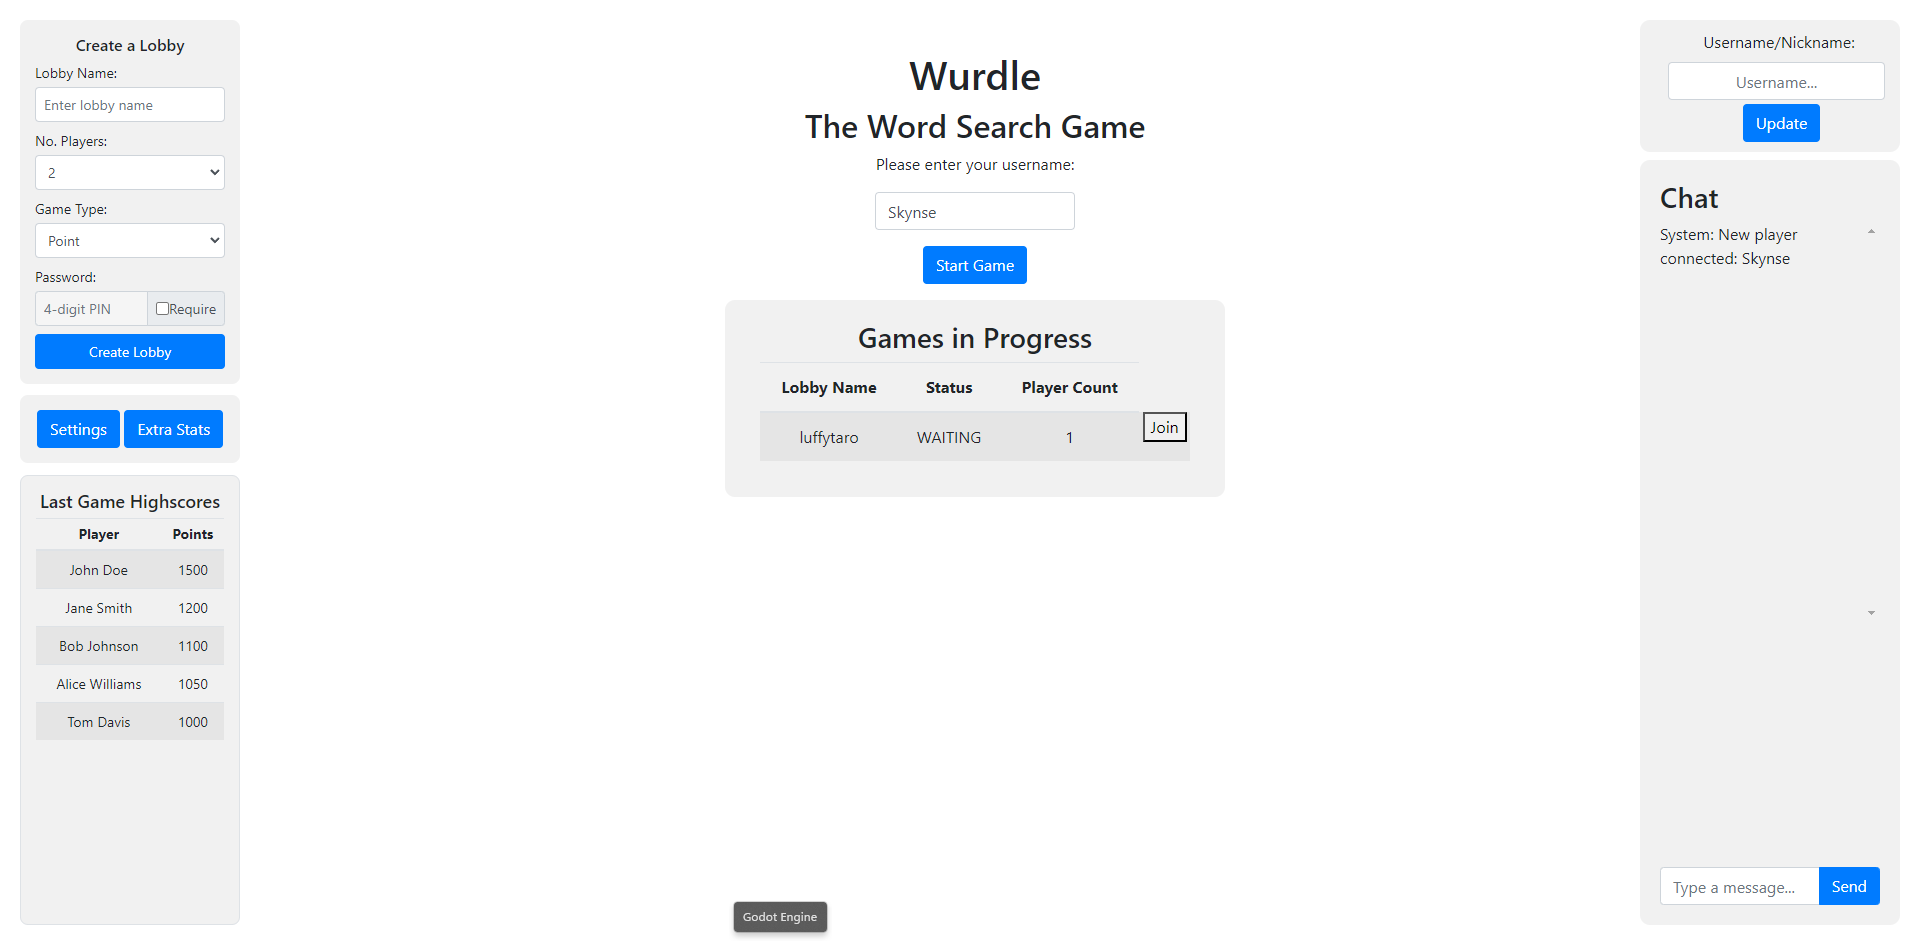 Create a Lobby
Lobby Name:
Enter lobby name
No. Players:
2
Game Type:
Point
Password:
4-digit PIN Require
Create Lobby
Settings Extra Stats
Last Game Highscores
Player Points
John Doe 1500
Jane Smith 1200
Bob Johnson 1100
Alice Williams 1050
Tom Davis 1000
Wurdle
The Word Search Game
Please enter your username:
Skynse
Start Game
Games in Progress
Lobby Name Status Player Count
luffytaro WAITING 1 Join
Godot Engine
Username/Nickname:
Username...
Update
Chat
System: New player
connected: Skynse
Type a message... Send